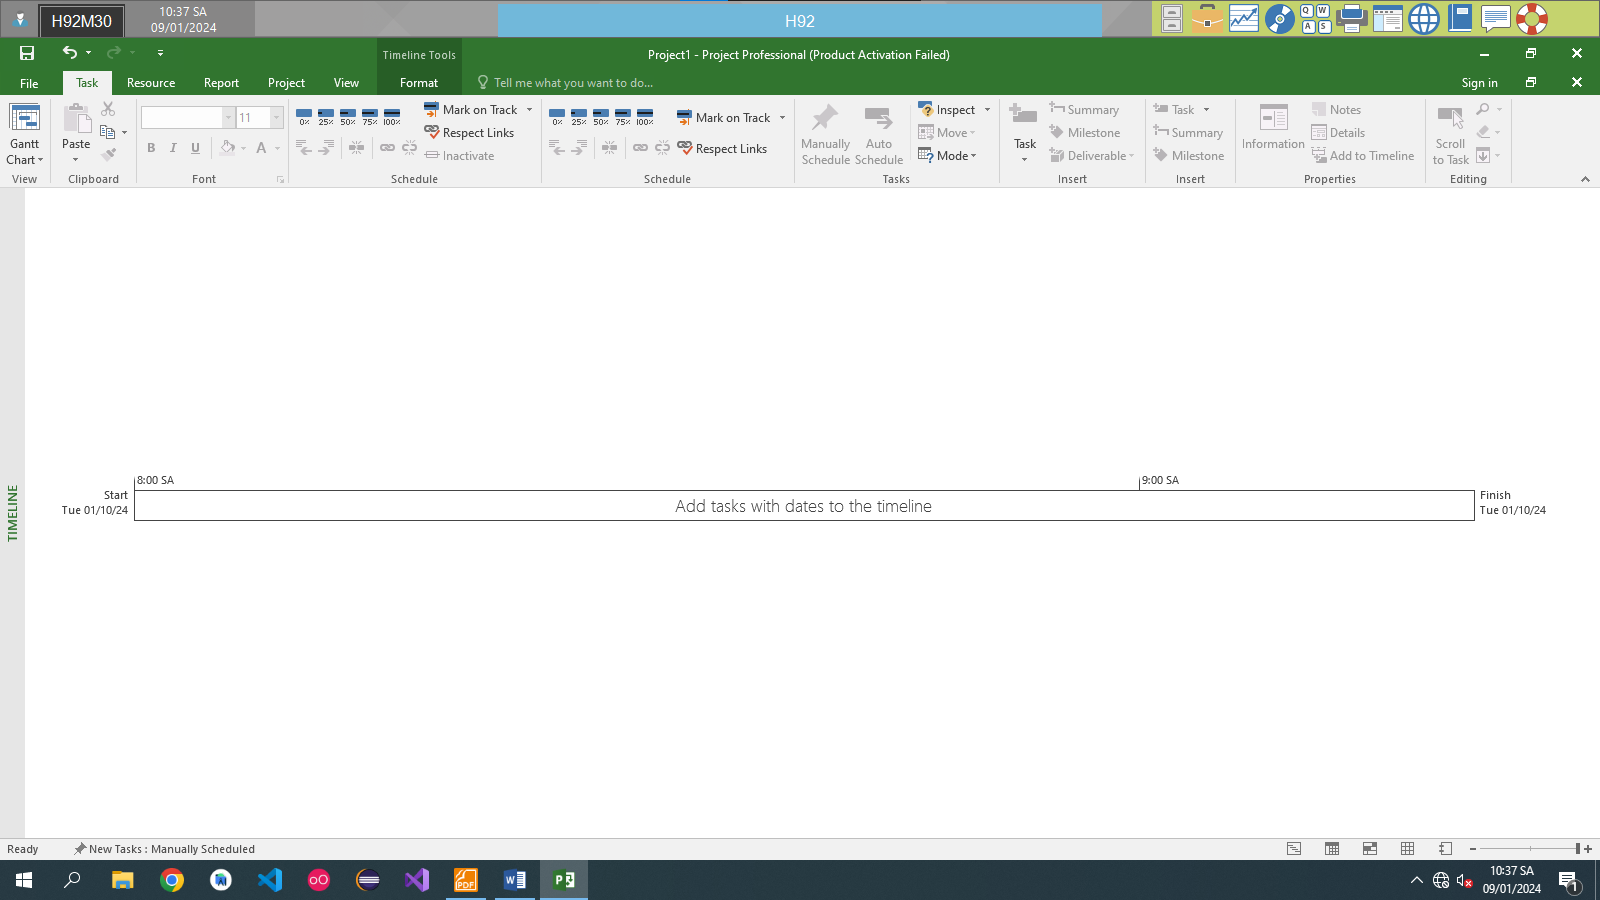 H92M30
10:37 SA
09/01/2024
H92
Q W
A S
Timeline Tools
Project1 - Project Professional (Product Activation Failed)
File
Task
Resource
Report
Project
View
Format
Tell me what you want to do...
Sign in
Gantt
Chart
View
Paste
Clipboard
11
B I U A
Font
0% 25% 50% 75% 100%
Mark on Track
Respect Links
Inactivate
Schedule
0% 25% 50% 75% 100%
Mark on Track
Respect Links
Schedule
Manually
Schedule
Auto
Schedule
Inspect
Move
Mode
Tasks
Task
Summary
Milestone
Deliverable
Insert
Task
Summary
Milestone
Insert
Information
Notes
Details
Add to Timeline
Properties
Scroll
to Task
Editing
TIMELINE
8:00 SA
9:00 SA
Start
Tue 01/10/24
Add tasks with dates to the timeline
Finish
Tue 01/10/24
Ready
New Tasks : Manually Scheduled
PDF
10:37 SA
09/01/2024
1